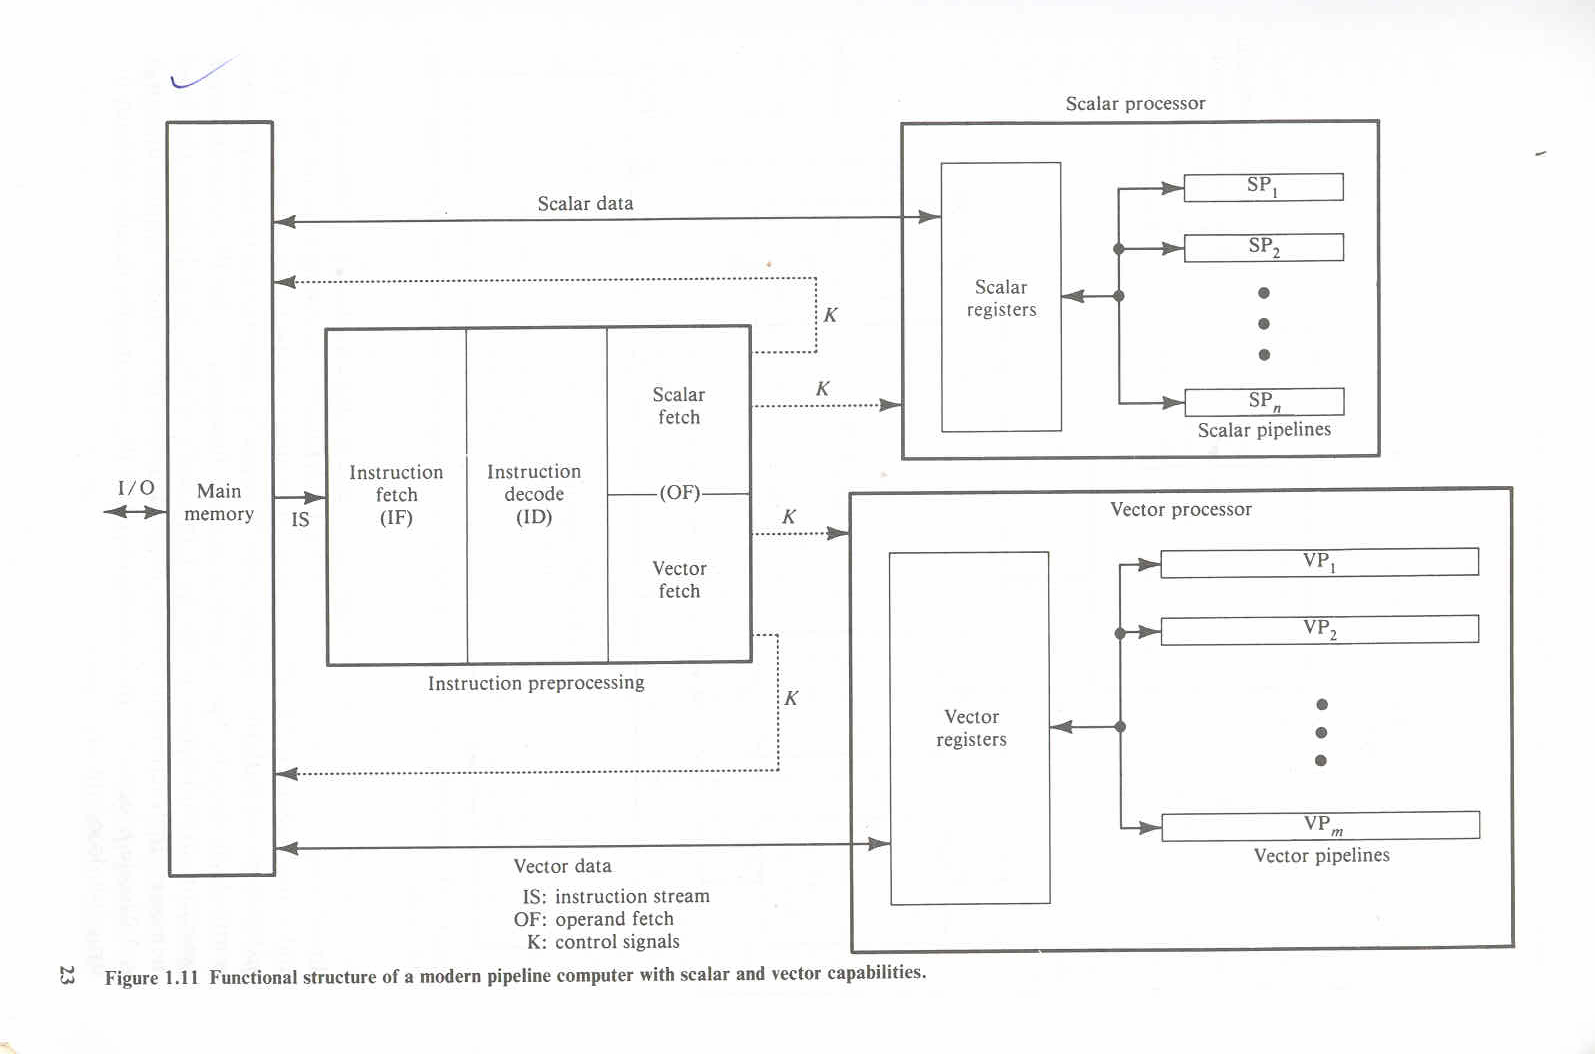 Scalar processor
Scalar data
SP1
SP2
K
Scalar
registers
K
Scalar
fetch
SPn
Scalar pipelines
I/O
Main
memory
IS
Instruction
fetch
(IF)
Instruction
decode
(ID)
(OF)
K
Vector processor
Vector
fetch
VP1
VP2
Instruction preprocessing
K
Vector
registers
VPm
Vector pipelines
Vector data
IS: instruction stream
OF: operand fetch
K: control signals
23
Figure 1.11 Functional structure of a modern pipeline computer with scalar and vector capabilities.